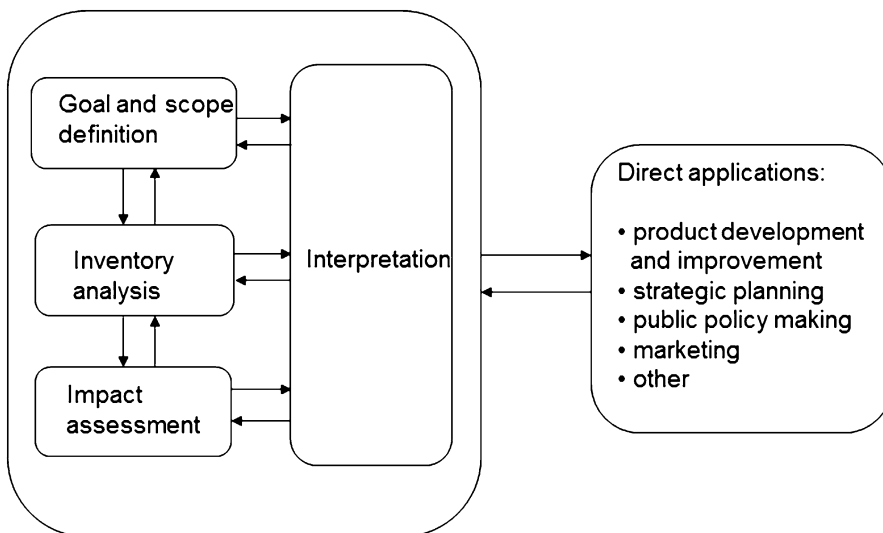 Goal and scope
definition
Inventory
analysis
Impact
assessment
Interpretation
Direct applications:
• product development
and improvement
• strategic planning
• public policy making
• marketing
• other